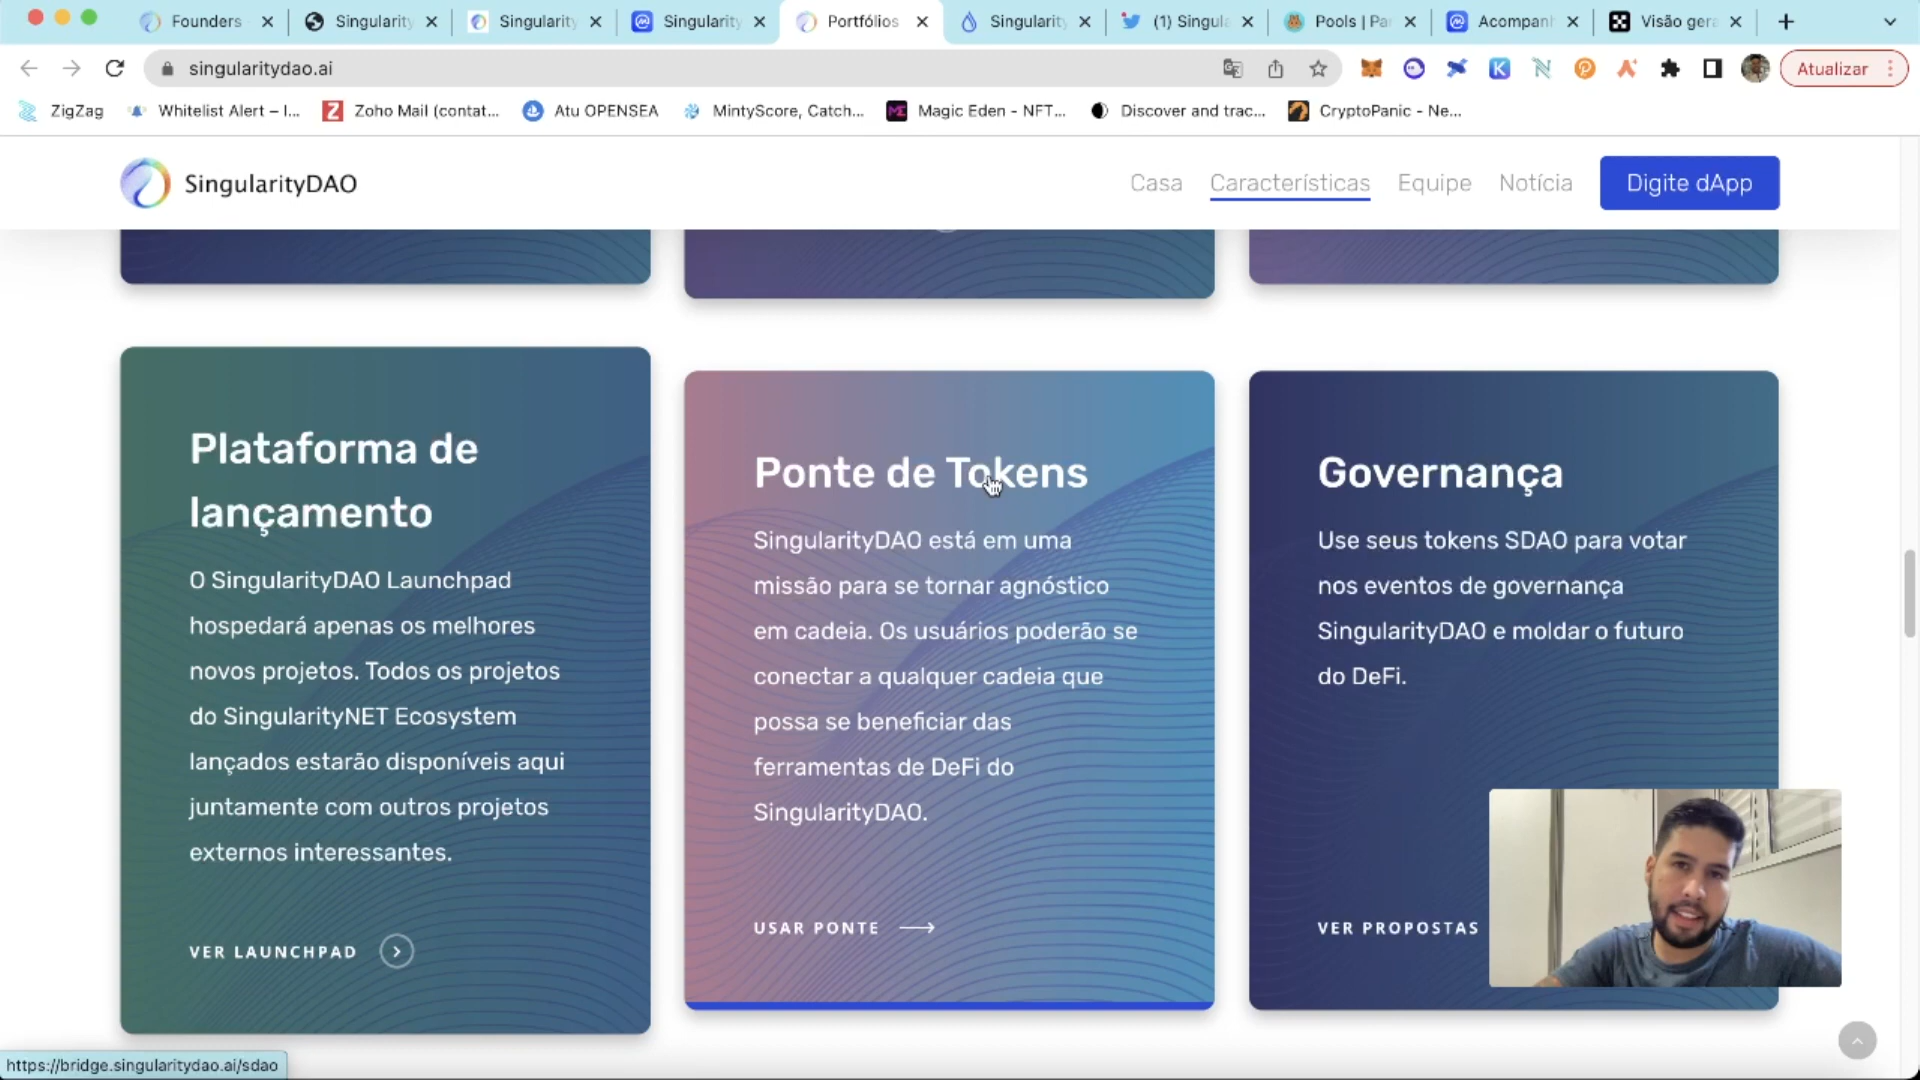 Founders
Singularity
Singularity
Singularity
Portfólios
Singularity
(1) Singula
Pools | Pan
Acompanh
Visão gera
singularitydao.ai
Atualizar
ZigZag
Whitelist Alert – I...
Zoho Mail (contat...
Atu OPENSEA
MintyScore, Catch...
Magic Eden - NFT...
Discover and trac...
CryptoPanic - Ne...
SingularityDAO
Casa
Características
Equipe
Notícia
Digite dApp
Plataforma de
lançamento
O SingularityDAO Launchpad
hospedará apenas os melhores
novos projetos. Todos os projetos
do SingularityNET Ecosystem
lançados estarão disponíveis aqui
juntamente com outros projetos
externos interessantes.
VER LAUNCHPAD
Ponte de Tokens
SingularityDAO está em uma
missão para se tornar agnóstico
em cadeia. Os usuários poderão se
conectar a qualquer cadeia que
possa se beneficiar das
ferramentas de DeFi do
SingularityDAO.
USAR PONTE
Governança
Use seus tokens SDAO para votar
nos eventos de governança
SingularityDAO e moldar o futuro
do DeFi.
VER PROPOSTAS
https://bridge.singularitydao.ai/sdao